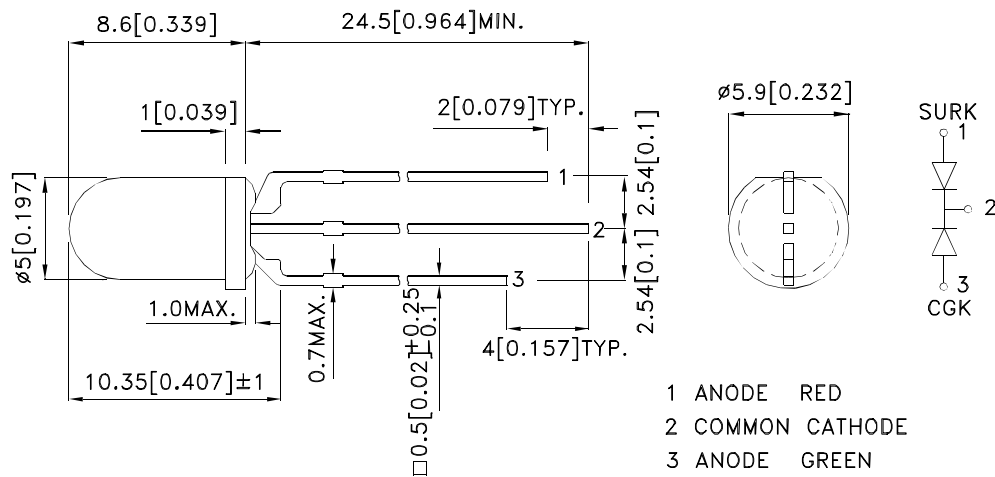 8.6[0.339]
24.5[0.964]MIN.
1[0.039]
2[0.079]TYP.
ø5.9[0.232]
SURK
1
1
2.54[0.1]
ø5[0.197]
2
2
2.54[0.1]
3
3
CGK
1.0MAX.
0.7MAX.
□0.5[0.02]+0.25 -0.1
4[0.157]TYP.
10.35[0.407]±1
1 ANODE RED
2 COMMON CATHODE
3 ANODE GREEN